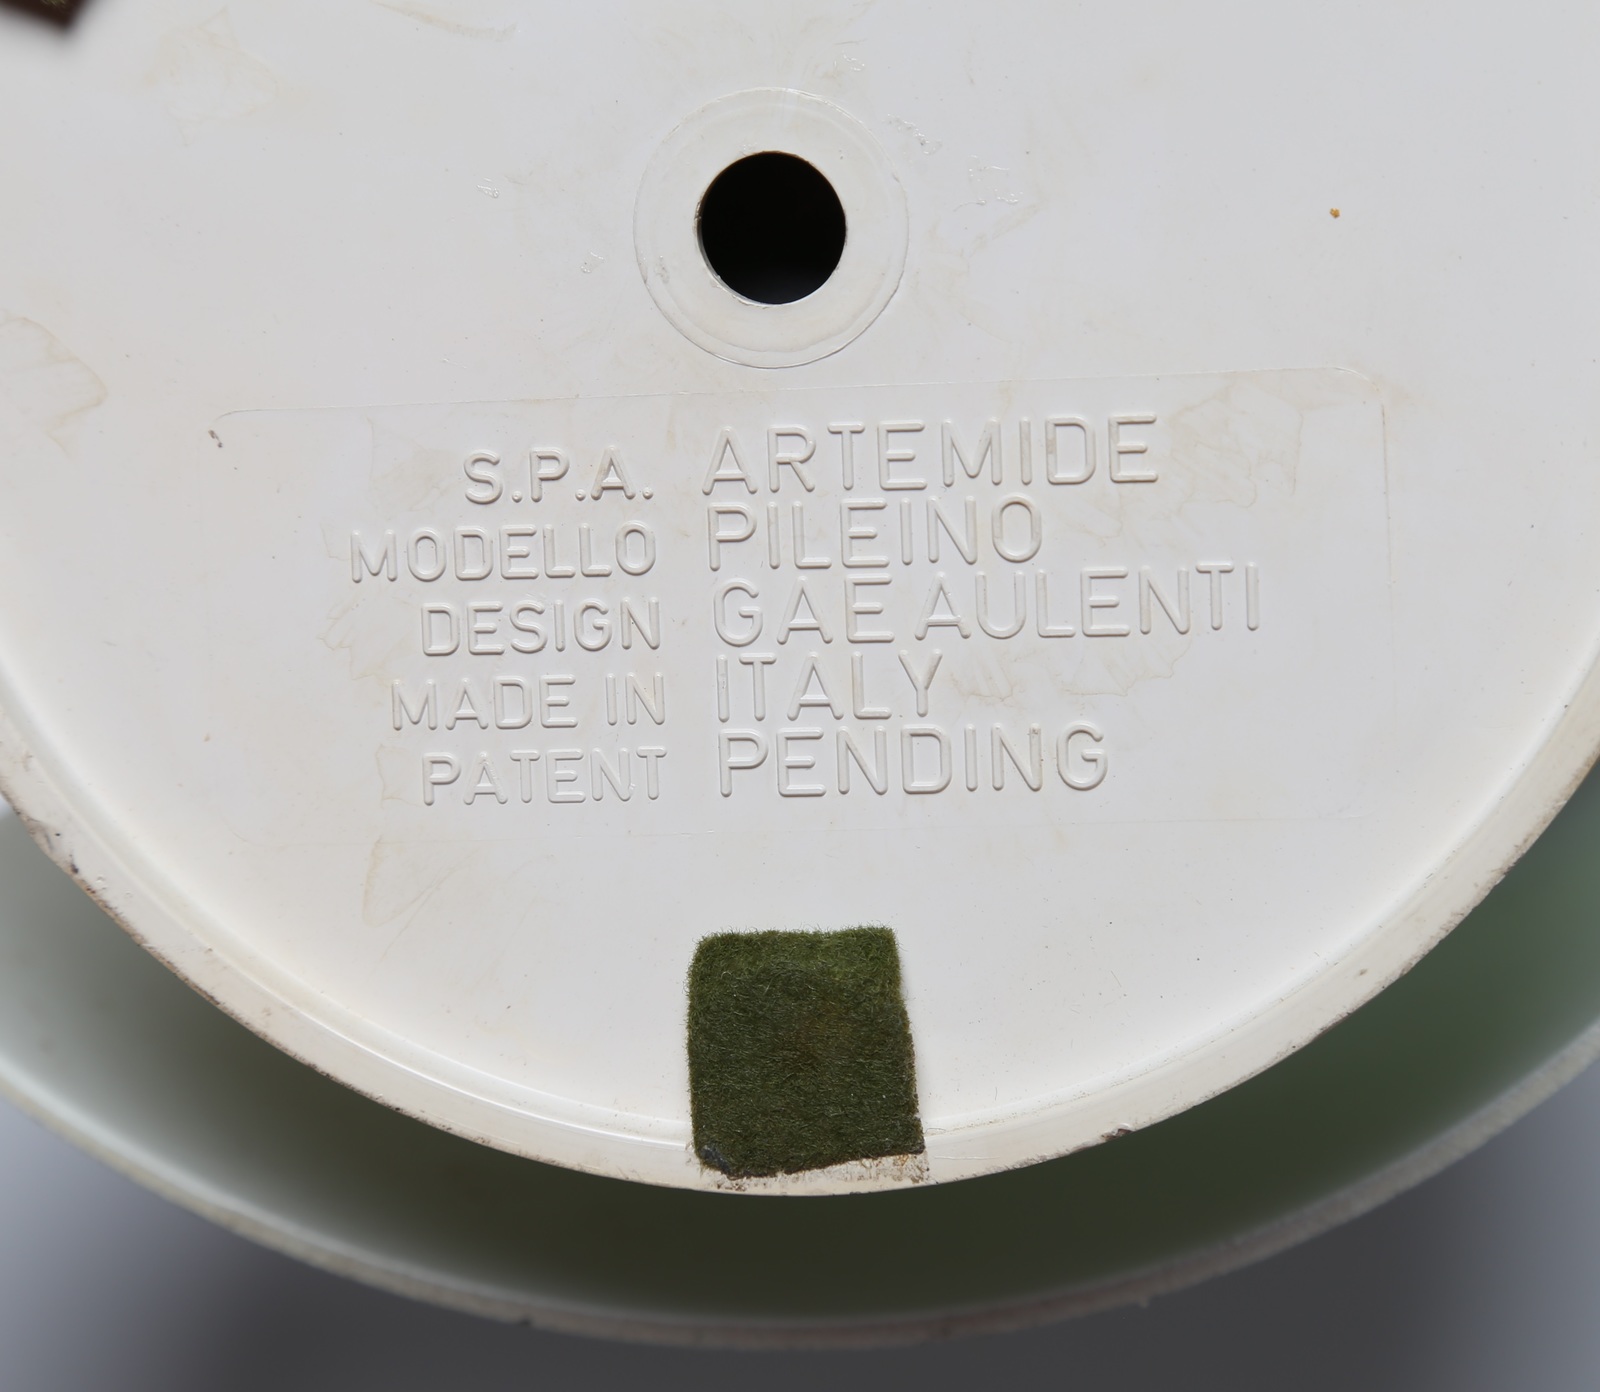 S.P.A. ARTEMIDE
MODELLO PILEINO
DESIGN GAE AULENTI
MADE IN ITALY
PATENT PENDING